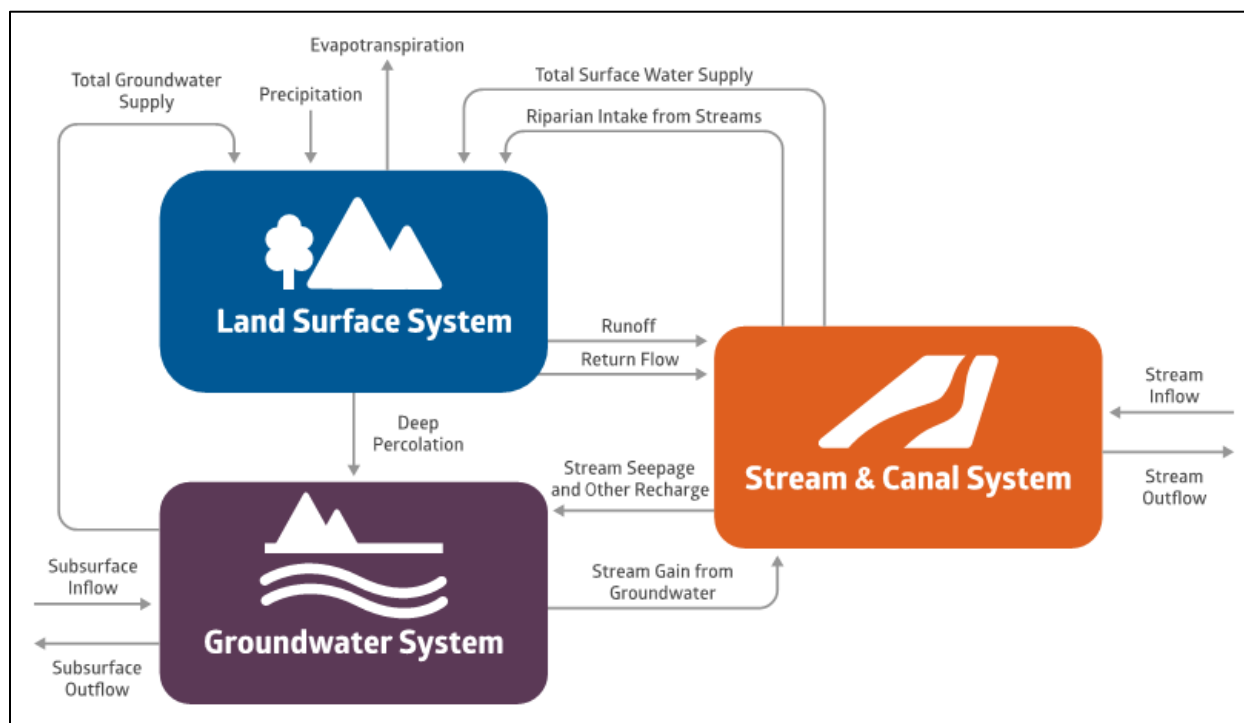 Evapotranspiration
Total Groundwater
Supply
Precipitation
Total Surface Water Supply
Riparian Intake from Streams
Land Surface System
Runoff
Return Flow
Deep
Percolation
Stream
Inflow
Stream Seepage
and Other Recharge
Stream & Canal System
Stream
Outflow
Subsurface
Inflow
Stream Gain from
Groundwater
Groundwater System
Subsurface
Outflow